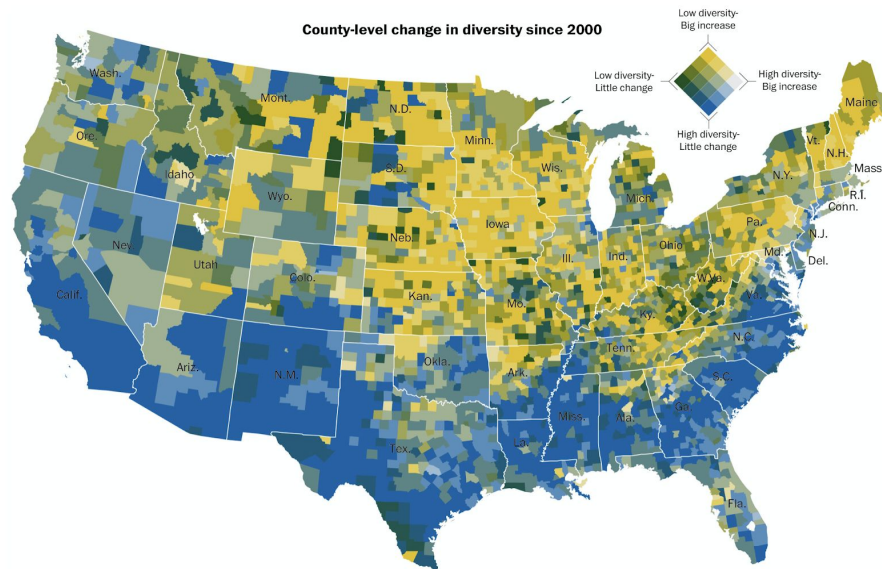 County-level change in diversity since 2000
Low diversity-
Big increase
Low diversity-
Little change
High diversity-
Big increase
High diversity-
Little change
Wash.
Mont.
N.D.
Minn.
Maine
Ore.
Idaho
S.D.
Wis.
Mich.
Vt.
N.H.
N.Y.
Mass.
R.I.
Conn.
Wyo.
Iowa
Neb.
Pa.
N.J.
Nev.
Utah
Colo.
Ill.
Ind.
Ohio
Md.
Del.
W.Va.
Va.
Calif.
Kan.
Mo.
Ky.
Ariz.
N.M.
Okla.
Ark.
Tenn.
N.C.
S.C.
Tex.
La.
Miss.
Ala.
Ga.
Fla.